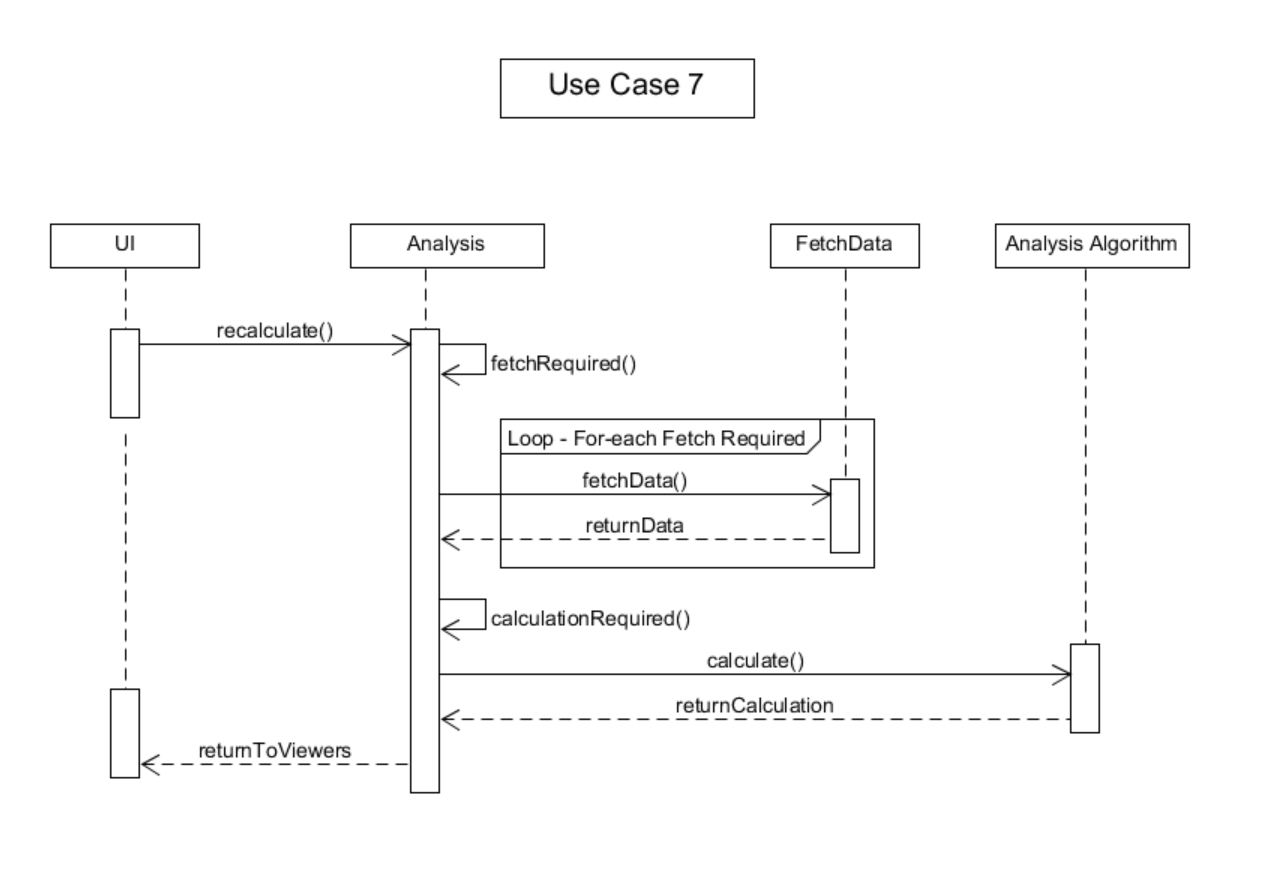 Use Case 7
UI
Analysis
FetchData
Analysis Algorithm
recalculate()
fetchRequired()
Loop - For-each Fetch Required
fetchData()
returnData
calculationRequired()
calculate()
returnCalculation
returnToViewers